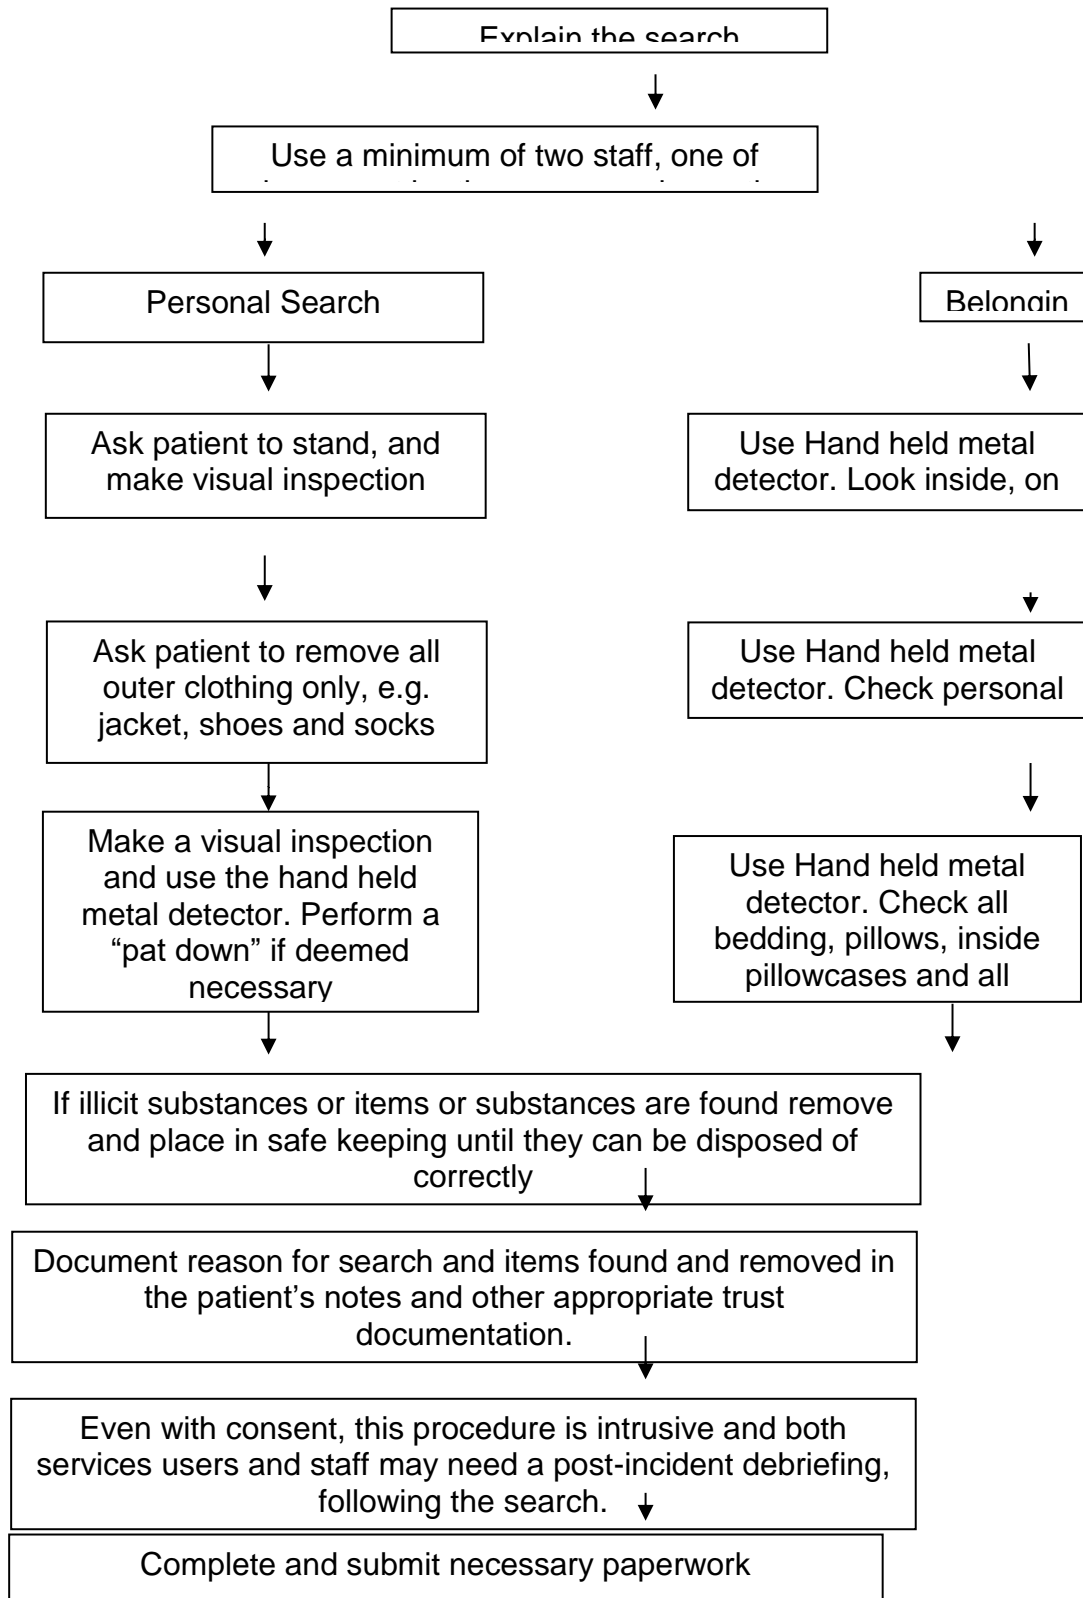 Explain the search
Use a minimum of two staff, one of
Personal Search
Belongin
Ask patient to stand, and
make visual inspection
Use Hand held metal
detector. Look inside, on
Ask patient to remove all
outer clothing only, e.g.
jacket, shoes and socks
Use Hand held metal
detector. Check personal
Make a visual inspection
and use the hand held
metal detector. Perform a
“pat down” if deemed
necessary
Use Hand held metal
detector. Check all
bedding, pillows, inside
pillowcases and all
If illicit substances or items or substances are found remove
and place in safe keeping until they can be disposed of
correctly
Document reason for search and items found and removed in
the patient’s notes and other appropriate trust
documentation.
Even with consent, this procedure is intrusive and both
services users and staff may need a post-incident debriefing,
following the search.
Complete and submit necessary paperwork